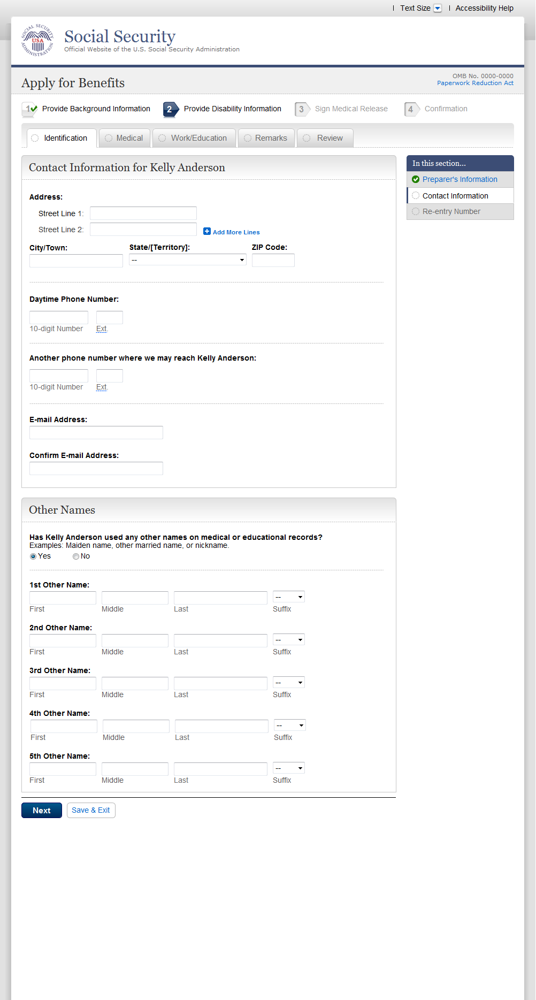 Text Size
Accessibility Help
SOCIAL SECURITY ADMINISTRATION
USA
Social Security
Official Website of the U.S. Social Security Administration
Apply for Benefits
OMB No. 0000-0000
Paperwork Reduction Act
1 Provide Background Information
2 Provide Disability Information
3 Sign Medical Release
4 Confirmation
Identification
Medical
Work/Education
Remarks
Review
Contact Information for Kelly Anderson
Address:
Street Line 1:
Street Line 2:
Add More Lines
City/Town:
State/[Territory]:
ZIP Code:
--
Daytime Phone Number:
10-digit Number
Ext.
Another phone number where we may reach Kelly Anderson:
10-digit Number
Ext.
E-mail Address:
Confirm E-mail Address:
In this section...
Preparer's Information
Contact Information
Re-entry Number
Other Names
Has Kelly Anderson used any other names on medical or educational records?
Examples: Maiden name, other married name, or nickname.
Yes
No
1st Other Name:
--
First
Middle
Last
Suffix
2nd Other Name:
--
First
Middle
Last
Suffix
3rd Other Name:
--
First
Middle
Last
Suffix
4th Other Name:
--
First
Middle
Last
Suffix
5th Other Name:
--
First
Middle
Last
Suffix
Next
Save & Exit